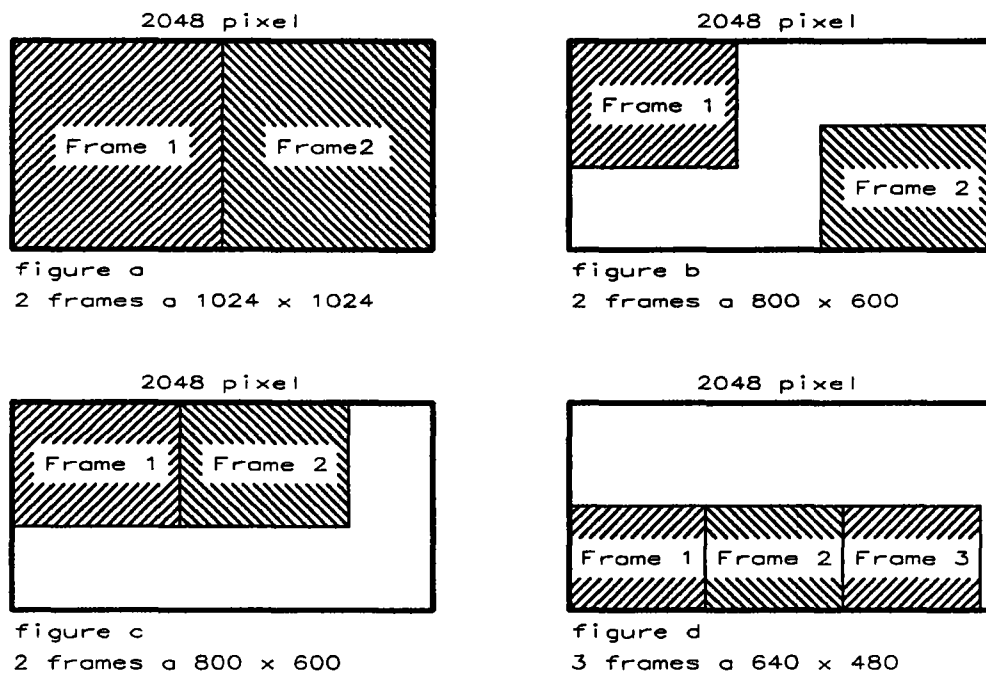 2048 pixel
Frame 1
Frame2
figure a
2 frames a 1024 x 1024
2048 pixel
Frame 1
Frame 2
figure b
2 frames a 800 x 600
2048 pixel
Frame 1
Frame 2
figure c
2 frames a 800 x 600
2048 pixel
Frame 1
Frame 2
Frame 3
figure d
3 frames a 640 x 480